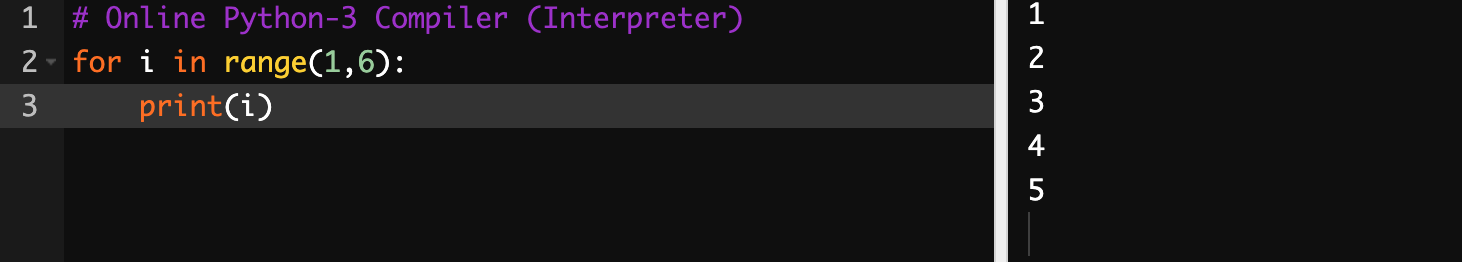 1 # Online Python-3 Compiler (Interpreter)
2 for i in range(1,6):
3     print(i)
1
2
3
4
5